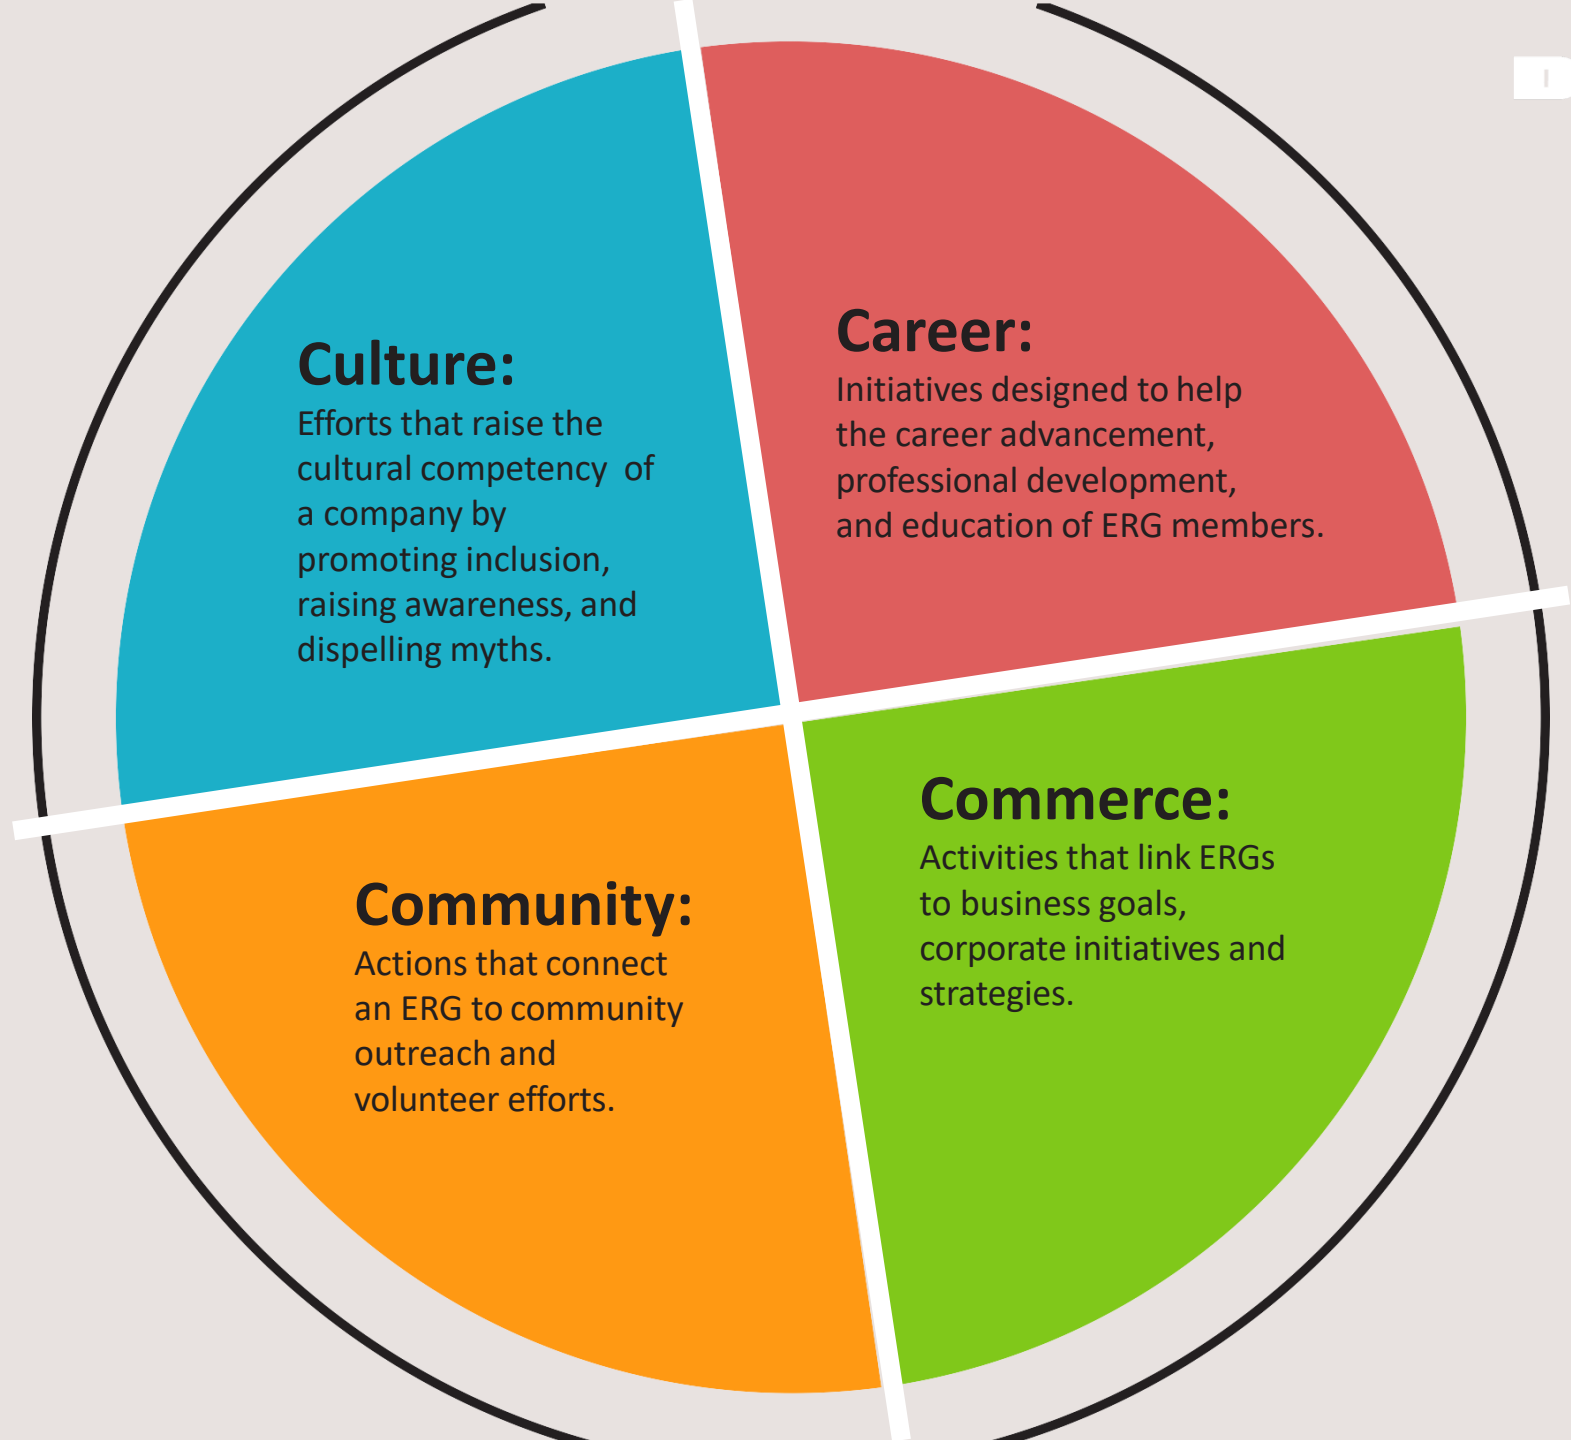 Culture:
Efforts that raise the
cultural competency of
a company by
promoting inclusion,
raising awareness, and
dispelling myths.
Career:
Initiatives designed to help
the career advancement,
professional development,
and education of ERG members.
Community:
Actions that connect
an ERG to community
outreach and
volunteer efforts.
Commerce:
Activities that link ERGs
to business goals,
corporate initiatives and
strategies.